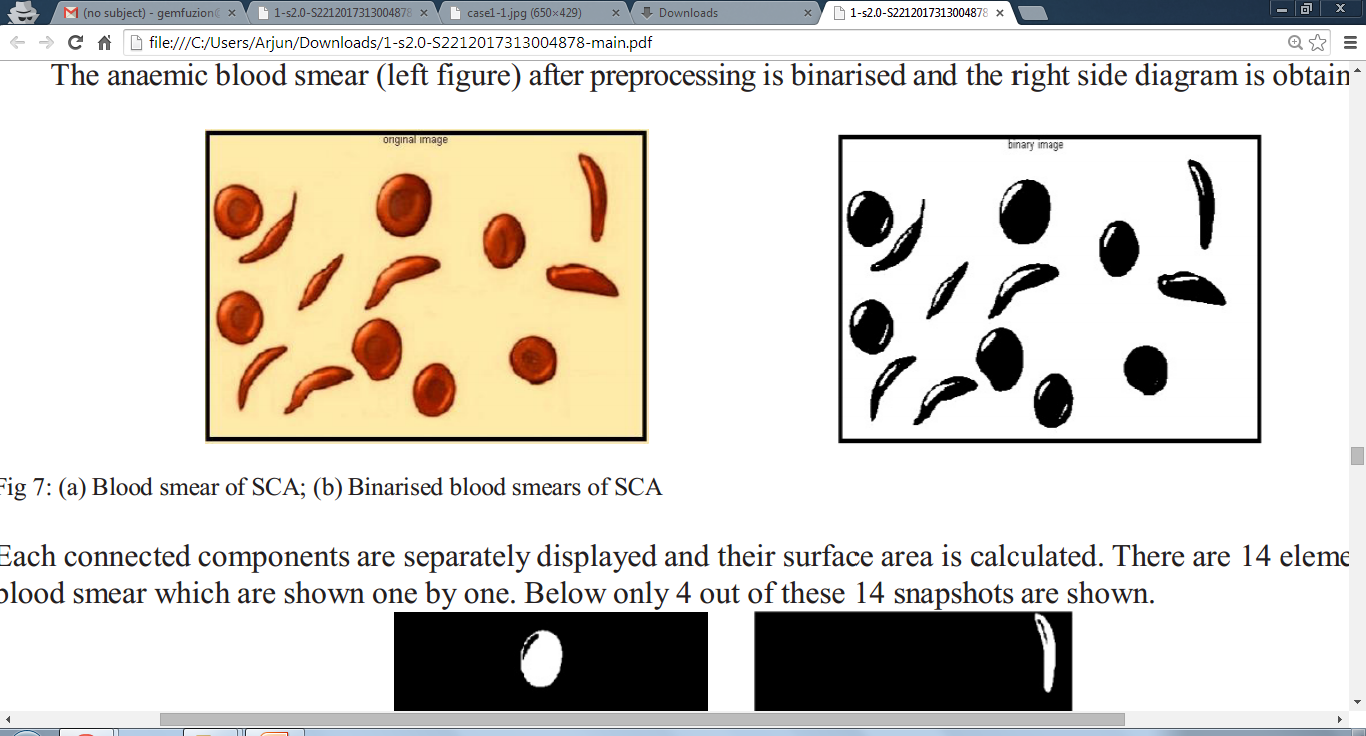 (no subject) - gemfuzion
1-s2.0-S2212017313004878
case1-1.jpg (650×429)
Downloads
1-s2.0-S2212017313004878
file:///C:/Users/Arjun/Downloads/1-s2.0-S2212017313004878-main.pdf
The anaemic blood smear (left figure) after preprocessing is binarised and the right side diagram is obtain
original image
binary image
Fig 7: (a) Blood smear of SCA; (b) Binarised blood smears of SCA
Each connected components are separately displayed and their surface area is calculated. There are 14 eleme
blood smear which are shown one by one. Below only 4 out of these 14 snapshots are shown.